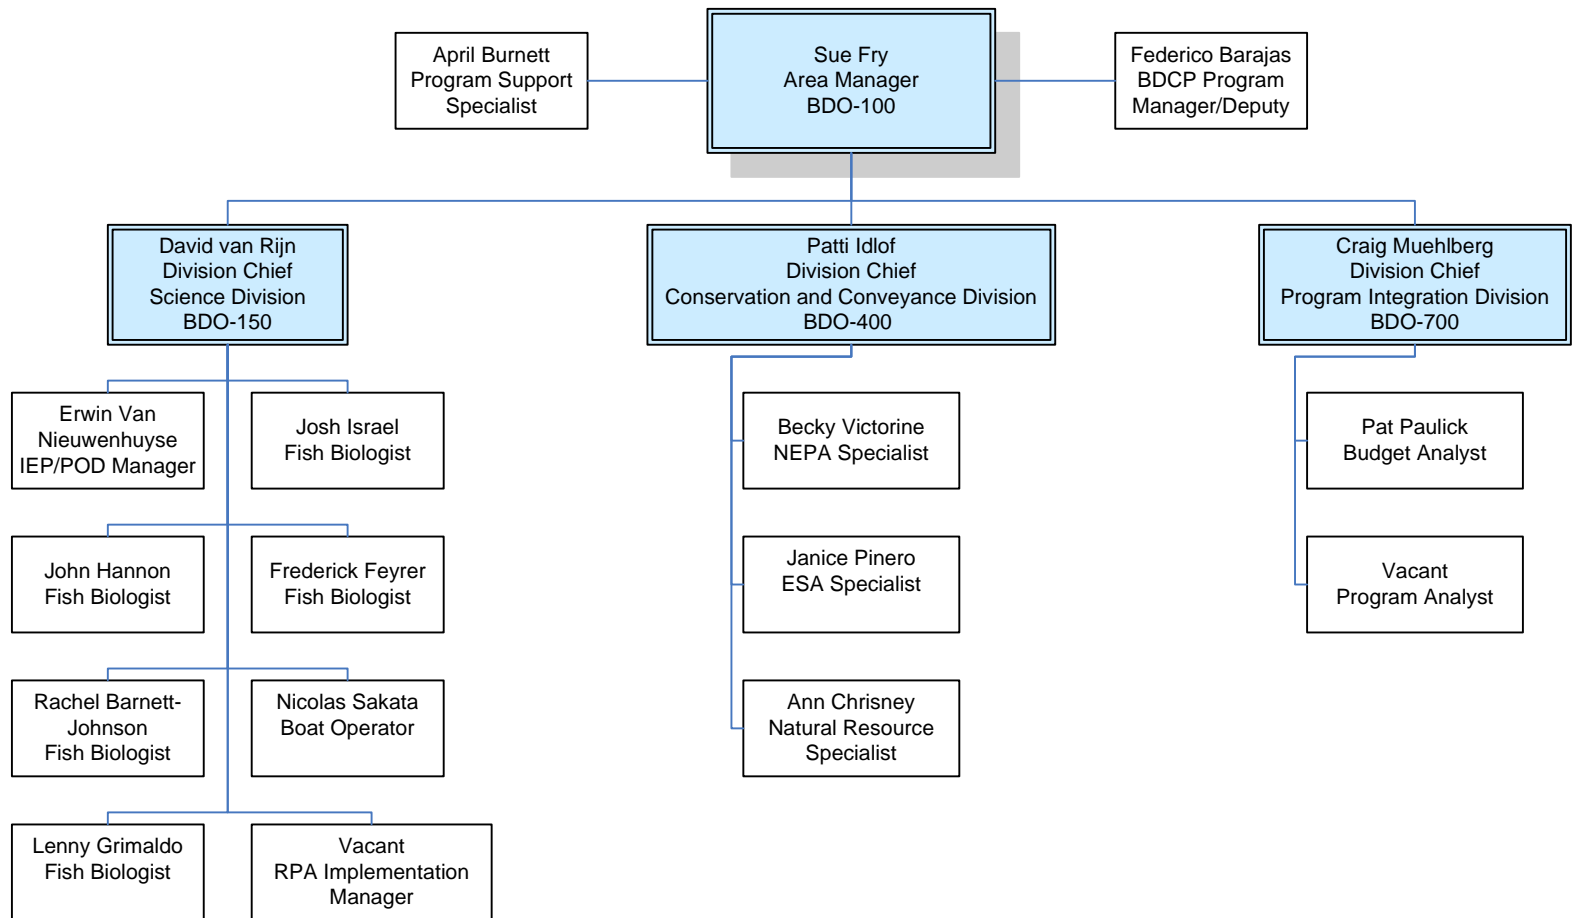 April Burnett
Program Support
Specialist
Sue Fry
Area Manager
BDO-100
Federico Barajas
BDCP Program
Manager/Deputy
David van Rijn
Division Chief
Science Division
BDO-150
Patti Idlof
Division Chief
Conservation and Conveyance Division
BDO-400
Craig Muehlberg
Division Chief
Program Integration Division
BDO-700
Erwin Van
Nieuwenhuyse
IEP/POD Manager
Josh Israel
Fish Biologist
Becky Victorine
NEPA Specialist
Pat Paulick
Budget Analyst
John Hannon
Fish Biologist
Frederick Feyrer
Fish Biologist
Janice Pinero
ESA Specialist
Vacant
Program Analyst
Rachel Barnett-
Johnson
Fish Biologist
Nicolas Sakata
Boat Operator
Ann Chrisney
Natural Resource
Specialist
Lenny Grimaldo
Fish Biologist
Vacant
RPA Implementation
Manager